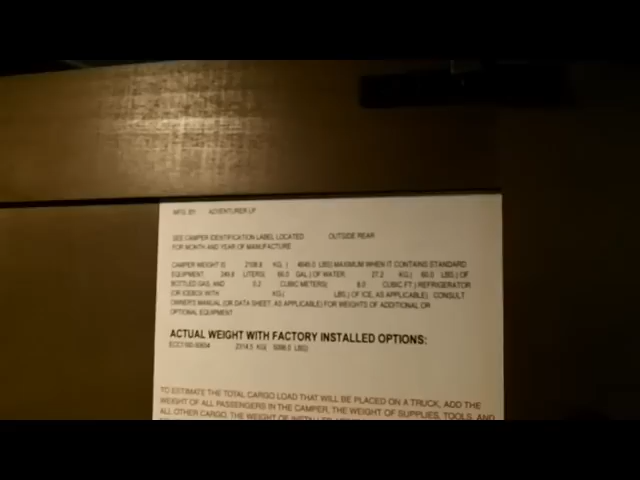 MFG. BY: ADVENTURER LP
SEE CAMPER IDENTIFICATION LABEL LOCATED OUTSIDE REAR
FOR MONTH AND YEAR OF MANUFACTURE
CAMPER WEIGHT IS 2108.8 KG. ) 4640.0 LBS) MAXIMUM WHEN IT CONTAINS STANDARD
EQUIPMENT 249.8 LITERS( 66.0 GAL ) OF WATER, 27.2 KG.( 60.0 LBS.) OF
BOTTLED GAS, AND 0.2 CUBIC METERS( 8.0 CUBIC FT ) REFRIGERATOR
(OR ICEBOX WITH KG.( LBS.) OF ICE, AS APPLICABLE). CONSULT
OWNER'S MANUAL (OR DATA SHEET, AS APPLICABLE) FOR WEIGHTS OF ADDITIONAL OR
OPTIONAL EQUIPMENT
ACTUAL WEIGHT WITH FACTORY INSTALLED OPTIONS:
KG( LBS)
TO ESTIMATE THE TOTAL CARGO LOAD THAT WILL BE PLACED ON A TRUCK, ADD THE
WEIGHT OF ALL PASSENGERS IN THE CAMPER, THE WEIGHT OF SUPPLIES, TOOLS, AND
ALL OTHER CARGO, THE WEIGHT OF